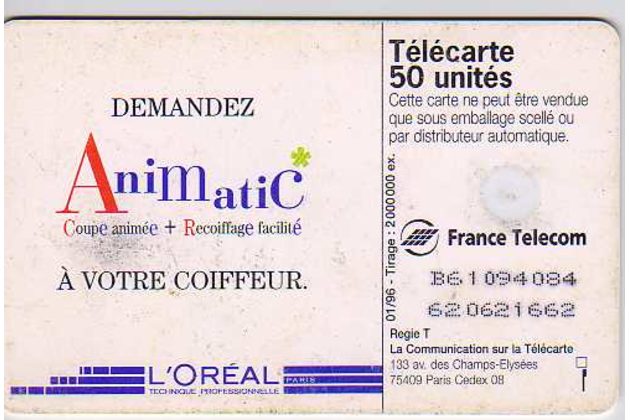 DEMANDEZ
AniMatiC*
Coupe animée + Recoiffage facilité
À VOTRE COIFFEUR.
L'ORÉAL PARIS
TECHNIQUE PROFESSIONNELLE
01/96 - Tirage : 2 000 000 ex.
Télécarte
50 unités
Cette carte ne peut être vendue
que sous emballage scellé ou
par distributeur automatique.
France Telecom
B61094084
620621662
Regie T
La Communication sur la Télécarte
133 av. des Champs-Elysées
75409 Paris Cedex 08